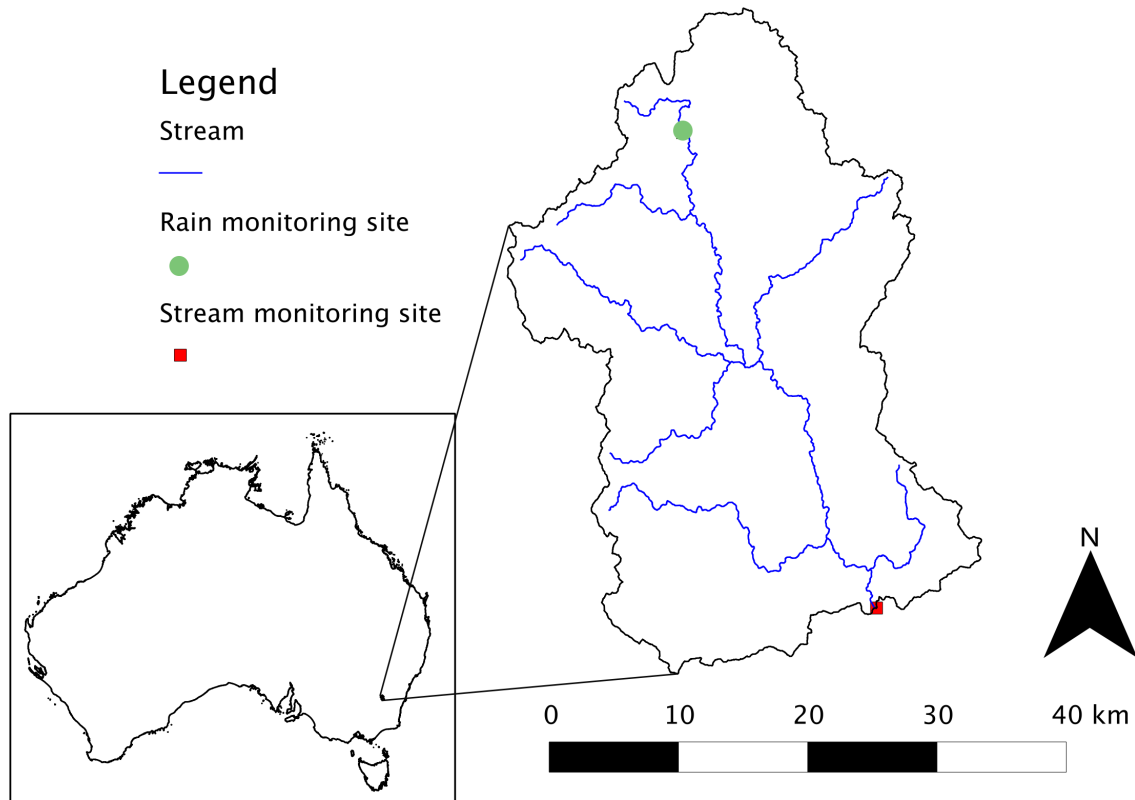 Legend
Stream
Rain monitoring site
Stream monitoring site
N
0 10 20 30 40 km